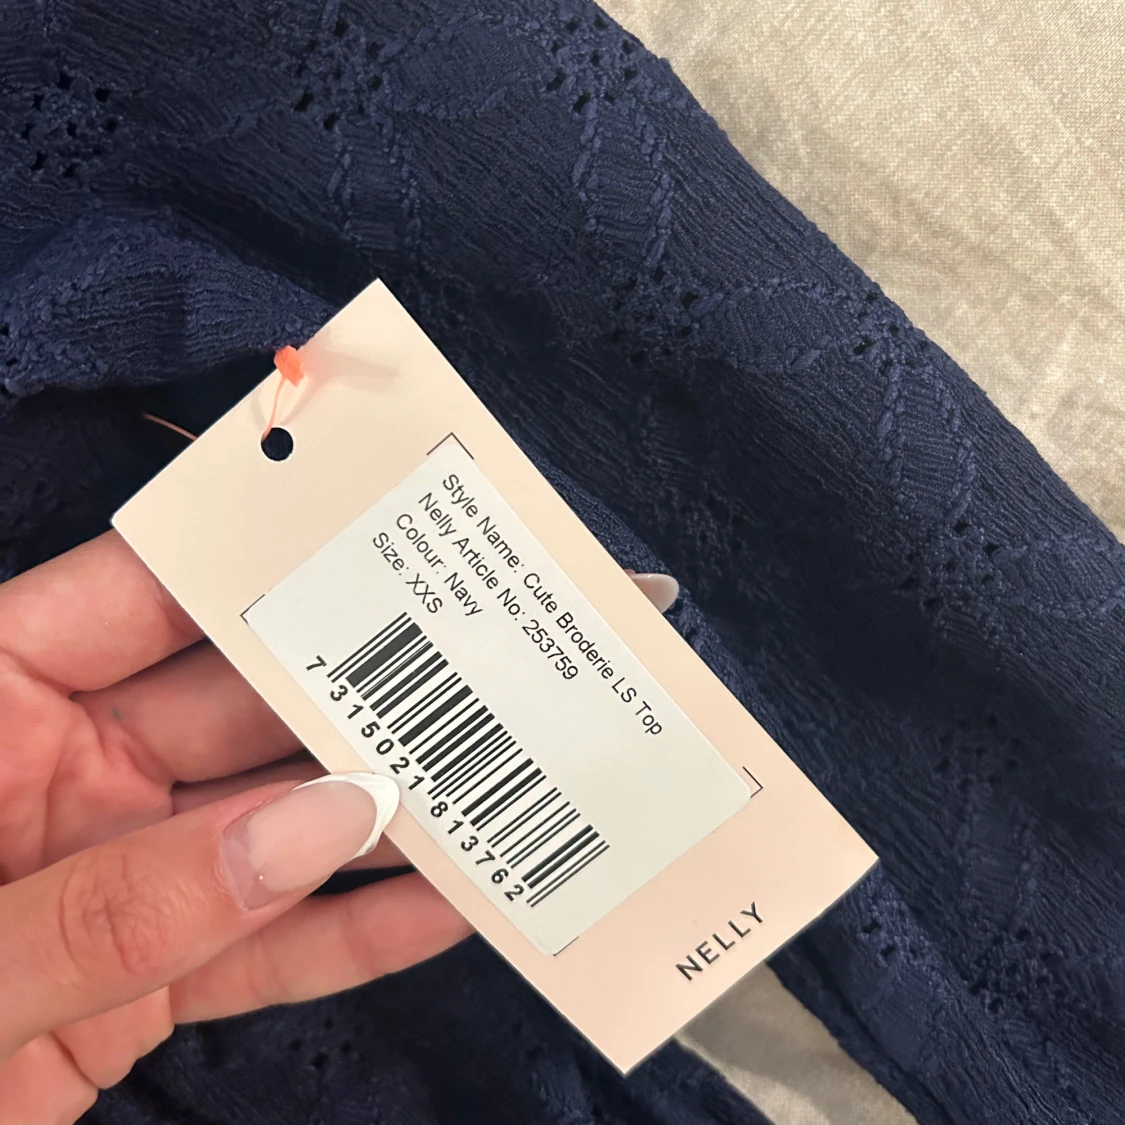 Style Name: Cute Broderie LS Top
Nelly Article No: 253759
Colour: Navy
Size: XXS
7 315021 813762
NELLY